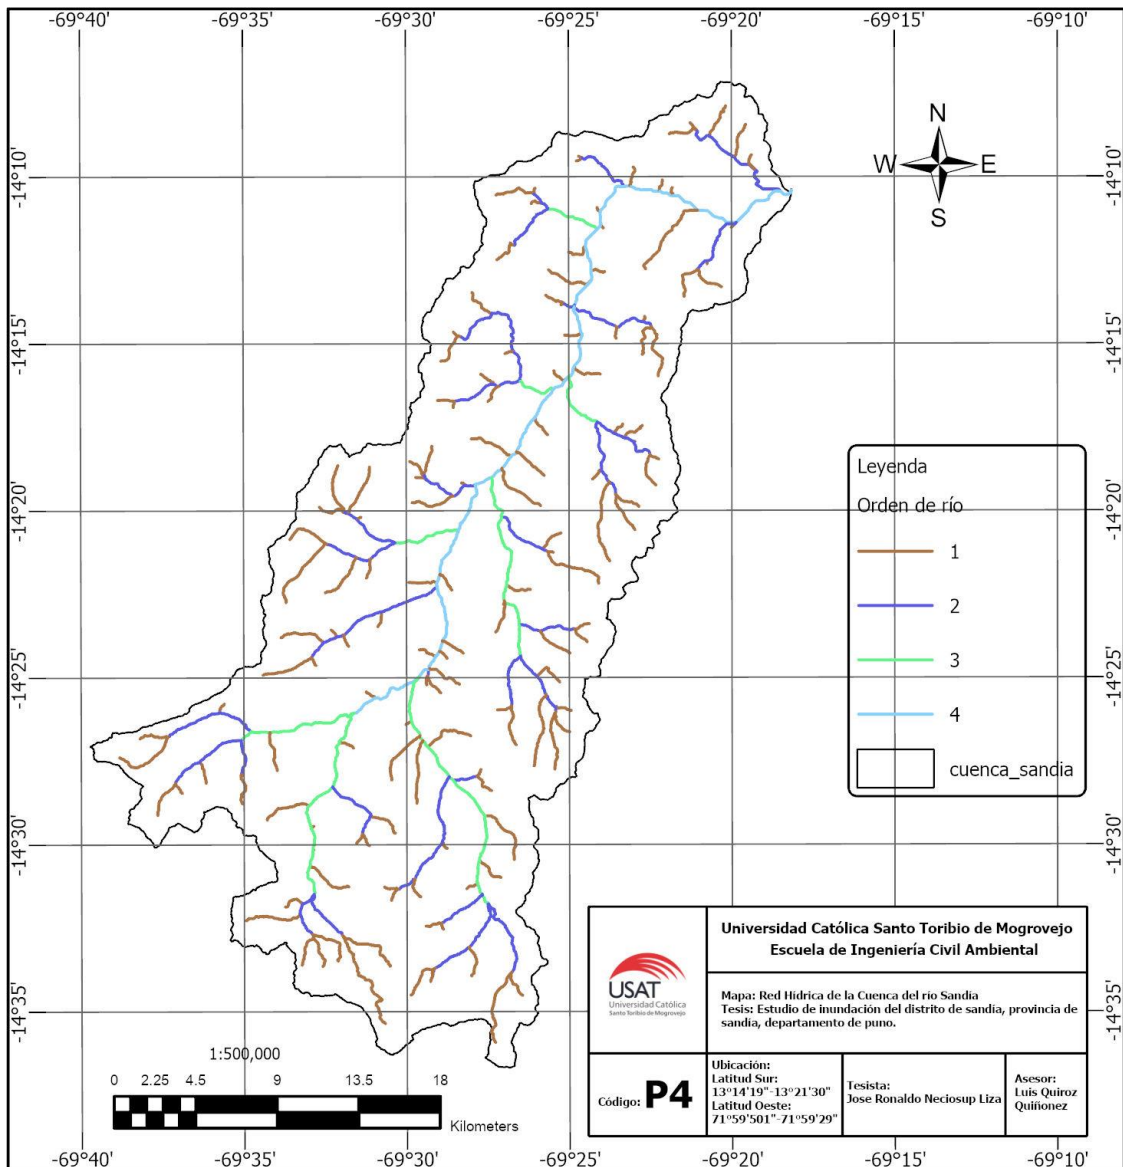 -69°40' -69°35' -69°30' -69°25' -69°20' -69°15' -69°10'
N
W E
S
-14°10' -14°10'
-14°15' -14°15'
-14°20' -14°20'
-14°25' -14°25'
-14°30' -14°30'
-14°35' -14°35'
Leyenda
Orden de río
1
2
3
4
cuenca_sandia
USAT
Universidad Católica
Santo Toribio de Mogrovejo
Universidad Católica Santo Toribio de Mogrovejo
Escuela de Ingeniería Civil Ambiental
Mapa: Red Hídrica de la Cuenca del río Sandia
Tesis: Estudio de inundación del distrito de sandia, provincia de
sandia, departamento de puno.
Código: P4
Ubicación:
Latitud Sur:
13°14'19"-13°21'30"
Latitud Oeste:
71°59'501"-71°59'29"
Tesista:
Jose Ronaldo Neciosup Liza
Asesor:
Luis Quiroz
Quiñonez
1:500,000
0 2.25 4.5 9 13.5 18
Kilometers
-69°40' -69°35' -69°30' -69°25' -69°20' -69°15' -69°10'